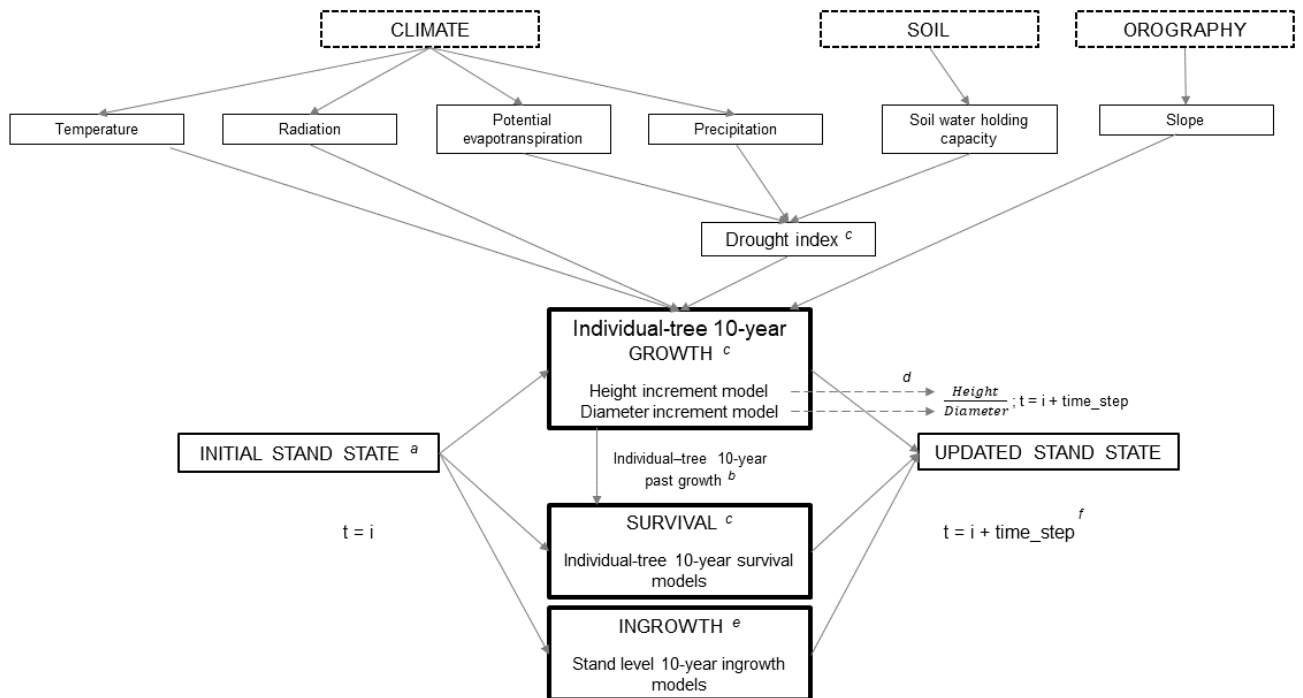 CLIMATE
SOIL
OROGRAPHY
Temperature
Radiation
Potential
evapotranspiration
Precipitation
Soil water holding
capacity
Slope
Drought index c
Individual-tree 10-year
GROWTH c
Height increment model
Diameter increment model
d
Height
Diameter ; t = i + time_step
INITIAL STAND STATE a
UPDATED STAND STATE
Individual–tree 10-year
past growth b
t = i
SURVIVAL c
Individual-tree 10-year survival
models
t = i + time_step f
INGROWTH e
Stand level 10-year ingrowth
models